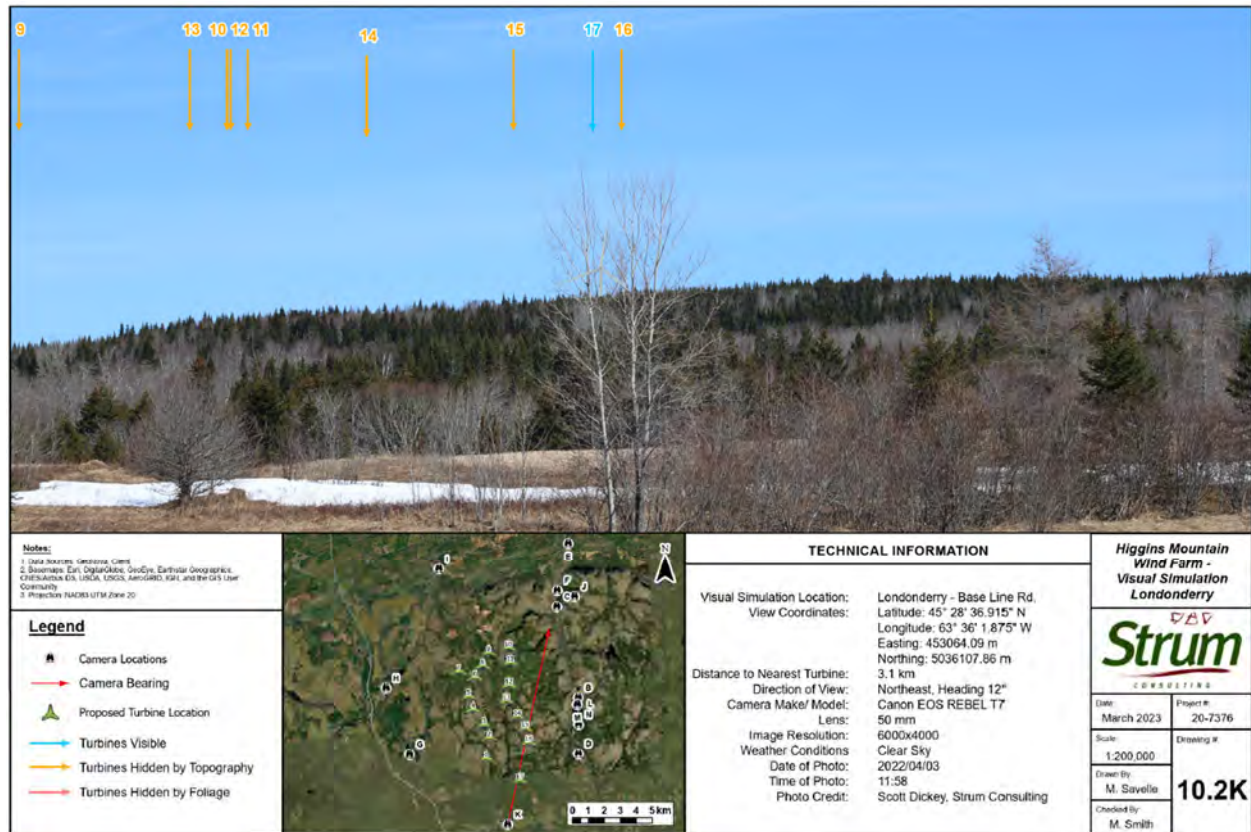 9
13
10
12
11
14
15
17
16
Notes:
1. Data Sources: GeoNova, Client
2. Basemaps: Esri, DigitalGlobe, GeoEye, Earthstar Geographics,
CNES/Airbus DS, USDA, USGS, AeroGRID, IGN, and the GIS User
Community
3. Projection: NAD83 UTM Zone 20
Legend
Camera Locations
Camera Bearing
Proposed Turbine Location
Turbines Visible
Turbines Hidden by Topography
Turbines Hidden by Foliage
N
E
I
F
J
C
H
B
L
G
D
K
0 1 2 3 4 5 km
TECHNICAL INFORMATION
Visual Simulation Location: Londonderry - Base Line Rd.
View Coordinates: Latitude: 45° 28' 36.915" N
Longitude: 63° 36' 1.875" W
Easting: 453064.09 m
Northing: 5036107.86 m
Distance to Nearest Turbine: 3.1 km
Direction of View: Northeast, Heading 12°
Camera Make/ Model: Canon EOS REBEL T7
Lens: 50 mm
Image Resolution: 6000x4000
Weather Conditions Clear Sky
Date of Photo: 2022/04/03
Time of Photo: 11:58
Photo Credit: Scott Dickey, Strum Consulting
Higgins Mountain
Wind Farm -
Visual Simulation
Londonderry
Strum
CONSULTING
Date: Project #:
March 2023 20-7376
Scale: Drawing #:
1:200,000
Drawn By:
M. Savelle
10.2K
Checked By:
M. Smith